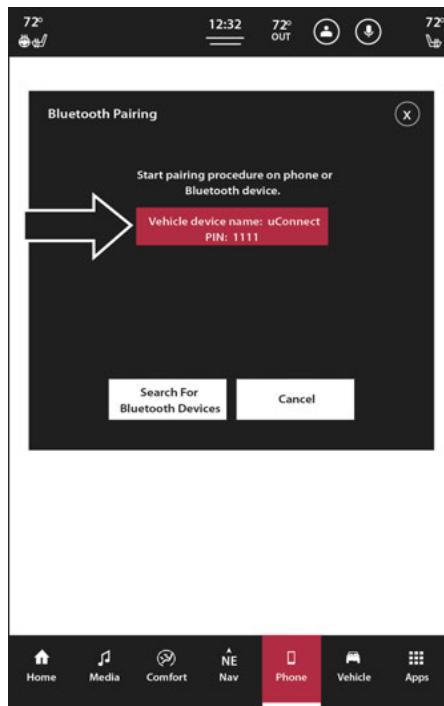 72°
12:32
72°
OUT
72°
Bluetooth Pairing
X
Start pairing procedure on phone or
Bluetooth device.
Vehicle device name: uConnect
PIN: 1111
Search For
Bluetooth Devices
Cancel
NE
Home
Media
Comfort
Nav
Phone
Vehicle
Apps